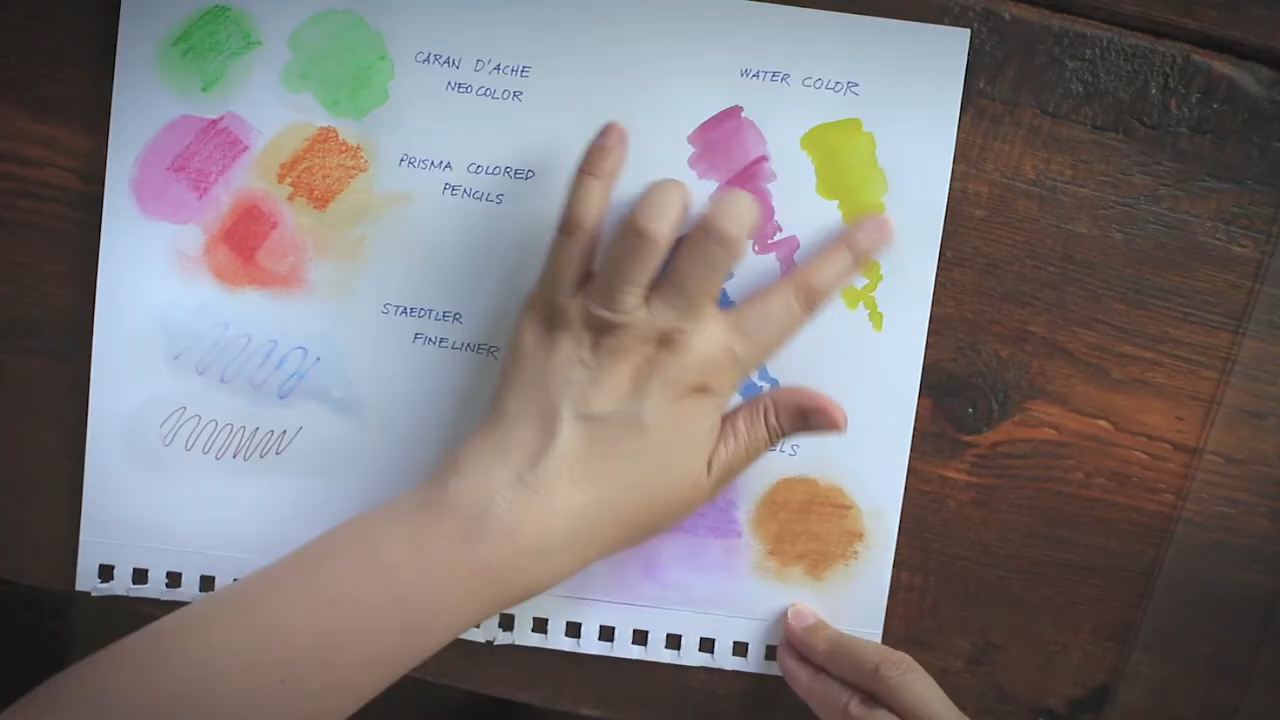 CARAN D'ACHE
NEOCOLOR
PRISMA COLORED
PENCILS
STAEDTLER
FINELINER
WATER COLOR